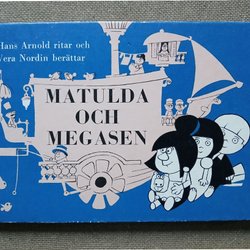 Hans Arnold ritar och
Vera Nordin berättar
MATULDA
OCH
MEGASEN